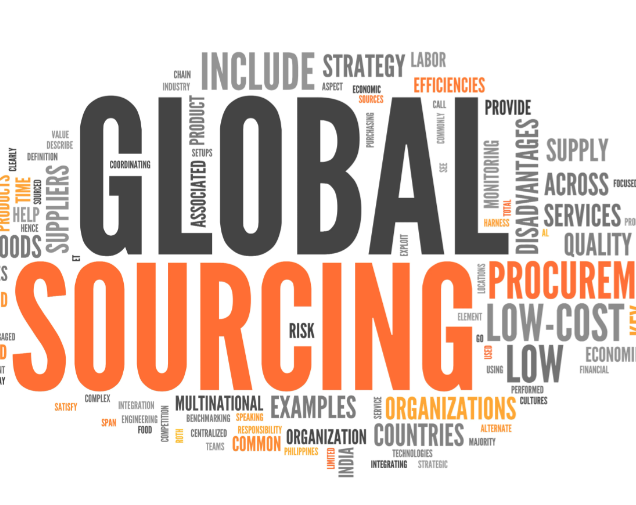 CHAIN
INDUSTRY
INCLUDE
STRATEGY
LABOR
ASPECT
ECONOMIC
SOURCES
EFFICIENCIES
CALL
PROVIDE
PRODUCT
SETUPS
ASSOCIATED
PURCHASING
COMMONLY
SEE
MONITORING
DISADVANTAGES
HARNESS
TOTAL
AL
SUPPLY
ACROSS
FOCUSED
SERVICES
PRO
QUALITY
VALUE
DESCRIBE
DEFINITION
CLEARLY
PRODUCTS
TIME
SOURCED
HELP
HENCE
SUPPLIERS
OODS
ET
COORDINATING
EXPLOIT
GLOBAL
SOURCING
RISK
LOCATIONS
PROCUREM
ELEMENT
LOW-COST
KEY
GO
USED
USING
LOW
ECONOMI
FINANCIAL
PERFORMED
CULTURES
COMPLEX
SATISFY
INTEGRATION
SPAN
ENGINEERING
FOOD
COMPETITION
BOTH
MULTINATIONAL
BENCHMARKING
SPEAKING
CENTRALIZED
RESPONSIBILITY
TEAMS
COMMON
EXAMPLES
ORGANIZATION
PHILIPPINES
LIMITED
INDIA
SERVICE
ORGANIZATIONS
COUNTRIES
ALTERNATE
MAJORITY
TECHNOLOGIES
INTEGRATING
STRATEGIC